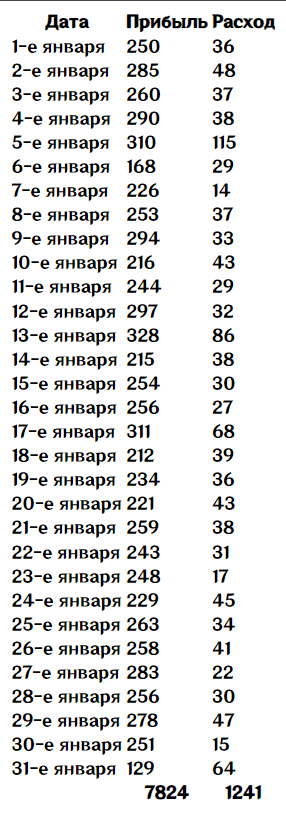 Дата Прибыль Расход
1-е января 250 36
2-е января 285 48
3-е января 260 37
4-е января 290 38
5-е января 310 115
6-е января 168 29
7-е января 226 14
8-е января 253 37
9-е января 294 33
10-е января 216 43
11-е января 244 29
12-е января 297 32
13-е января 328 86
14-е января 215 38
15-е января 254 30
16-е января 256 27
17-е января 311 68
18-е января 212 39
19-е января 234 36
20-е января 221 43
21-е января 259 38
22-е января 243 31
23-е января 248 17
24-е января 229 45
25-е января 263 34
26-е января 258 41
27-е января 283 22
28-е января 256 30
29-е января 278 47
30-е января 251 15
31-е января 129 64
7824 1241